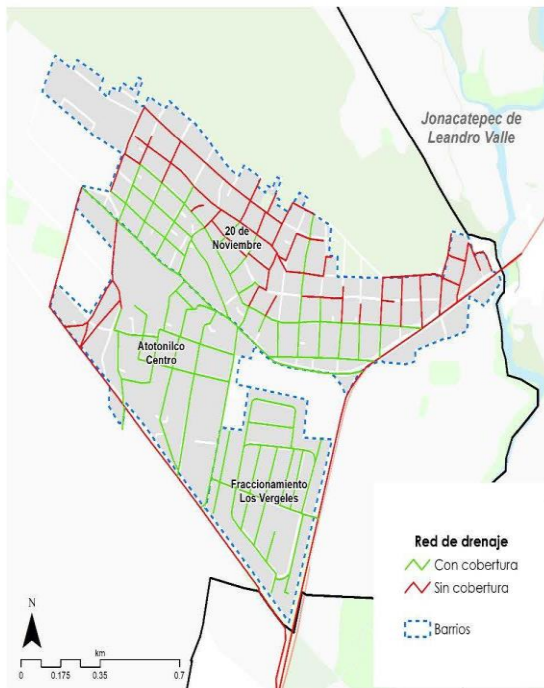 Jonacatepec de
Leandro Valle
20 de
Noviembre
Atotonilco
Centro
Fraccionamiento
Los Vergeles
Red de drenaje
Con cobertura
Sin cobertura
Barrios
N
km
0 0.175 0.35 0.7